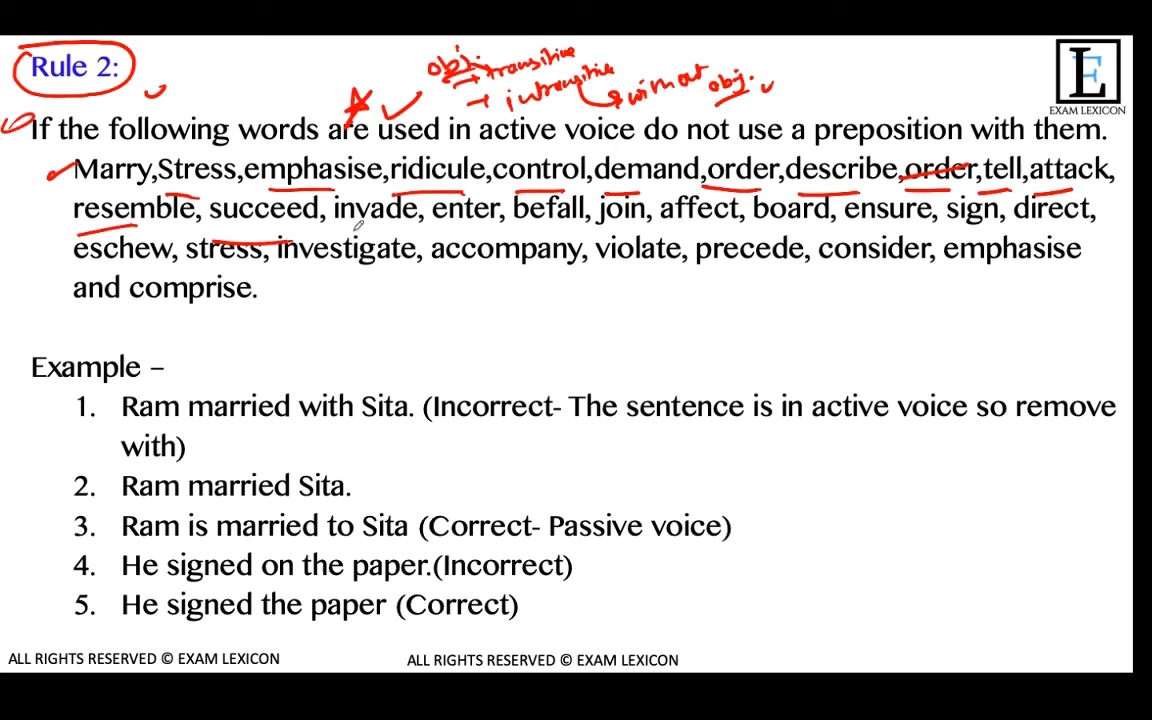 obj.
→ transitive
→ intransitive
without obj.
Rule 2:
L E
EXAM LEXICON
If the following words are used in active voice do not use a preposition with them.
Marry,Stress,emphasise,ridicule,control,demand,order,describe,order,tell,attack,
resemble, succeed, invade, enter, befall, join, affect, board, ensure, sign, direct,
eschew, stress, investigate, accompany, violate, precede, consider, emphasise
and comprise.
Example –
1. Ram married with Sita. (Incorrect- The sentence is in active voice so remove
with)
2. Ram married Sita.
3. Ram is married to Sita (Correct- Passive voice)
4. He signed on the paper.(Incorrect)
5. He signed the paper (Correct)
ALL RIGHTS RESERVED © EXAM LEXICON ALL RIGHTS RESERVED © EXAM LEXICON